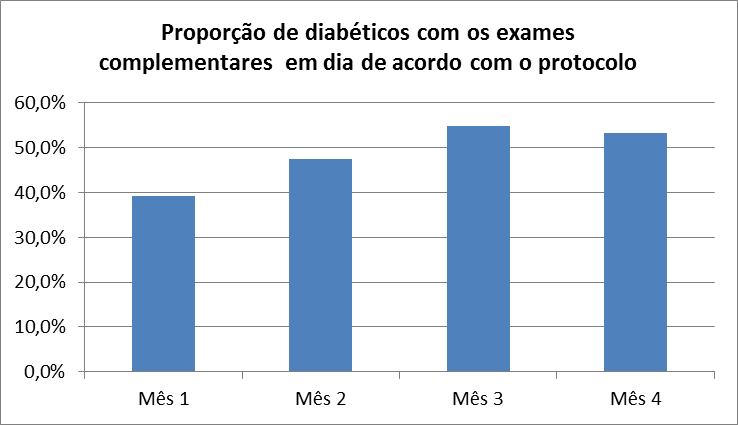 Proporção de diabéticos com os exames
complementares  em dia de acordo com o protocolo
60,0%
50,0%
40,0%
30,0%
20,0%
10,0%
0,0%
Mês 1 Mês 2 Mês 3 Mês 4